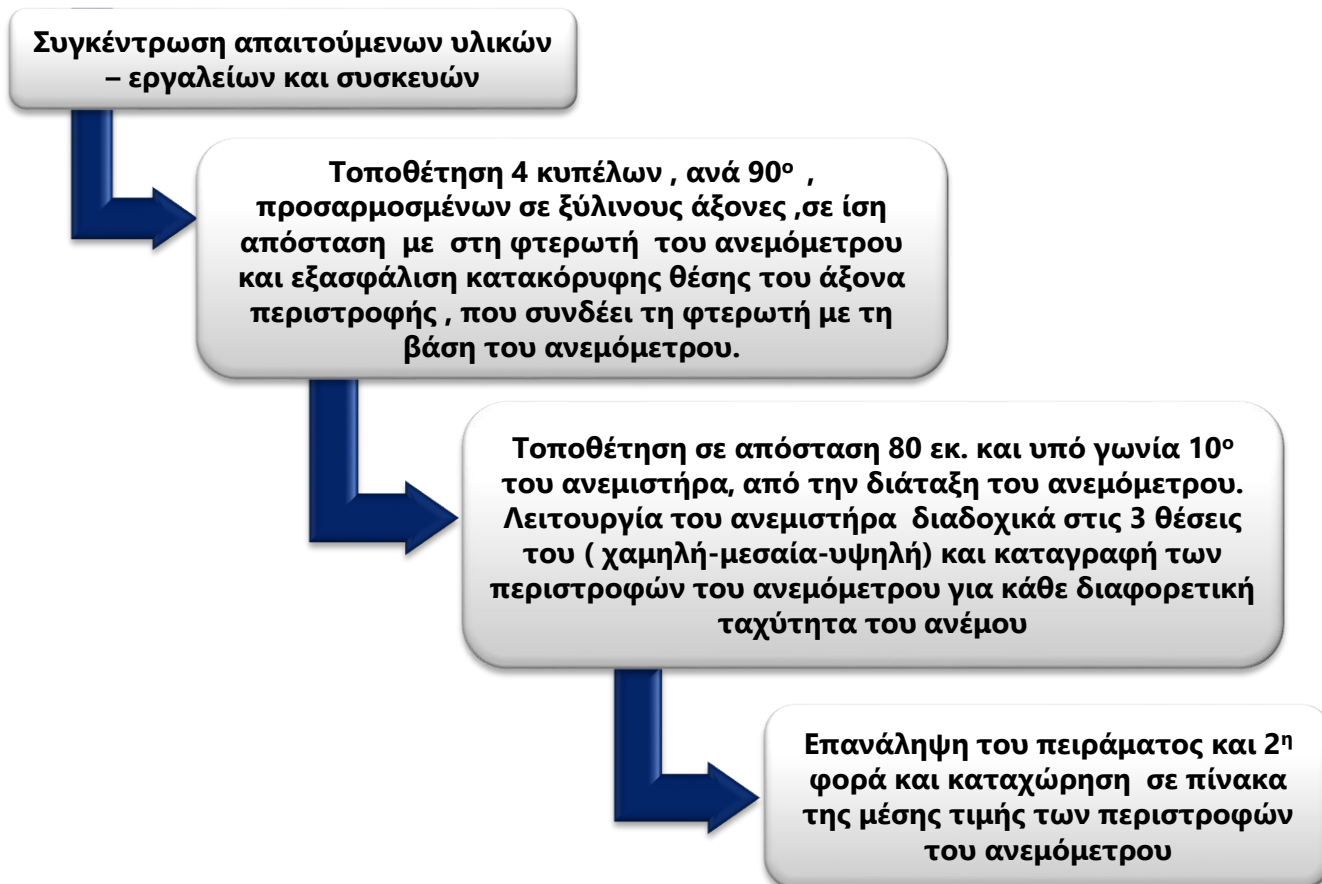 Συγκέντρωση απαιτούμενων υλικών
– εργαλείων και συσκευών
Τοποθέτηση 4 κυπέλων , ανά 90º ,
προσαρμοσμένων σε ξύλινους άξονες ,σε ίση
απόσταση με στη φτερωτή του ανεμόμετρου
και εξασφάλιση κατακόρυφης θέσης του άξονα
περιστροφής , που συνδέει τη φτερωτή με τη
βάση του ανεμόμετρου.
Τοποθέτηση σε απόσταση 80 εκ. και υπό γωνία 10º
του ανεμιστήρα, από την διάταξη του ανεμόμετρου.
Λειτουργία του ανεμιστήρα διαδοχικά στις 3 θέσεις
του ( χαμηλή-μεσαία-υψηλή) και καταγραφή των
περιστροφών του ανεμόμετρου για κάθε διαφορετική
ταχύτητα του ανέμου
Επανάληψη του πειράματος και 2η
φορά και καταχώρηση σε πίνακα
της μέσης τιμής των περιστροφών
του ανεμόμετρου